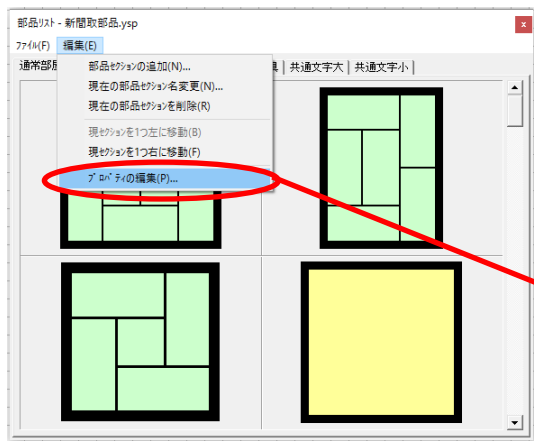 部品ﾘｽﾄ - 新間取部品.ysp
ﾌｧｲﾙ(F) 編集(E)
通常部 具 共通文字大 共通文字小
部品ｾｸｼｮﾝの追加(N)...
現在の部品ｾｸｼｮﾝ名変更(N)...
現在の部品ｾｸｼｮﾝを削除(R)
現ｾｸｼｮﾝを1つ左に移動(B)
現ｾｸｼｮﾝを1つ右に移動(F)
ﾌﾟﾛﾊﾟﾃｨの編集(P)...